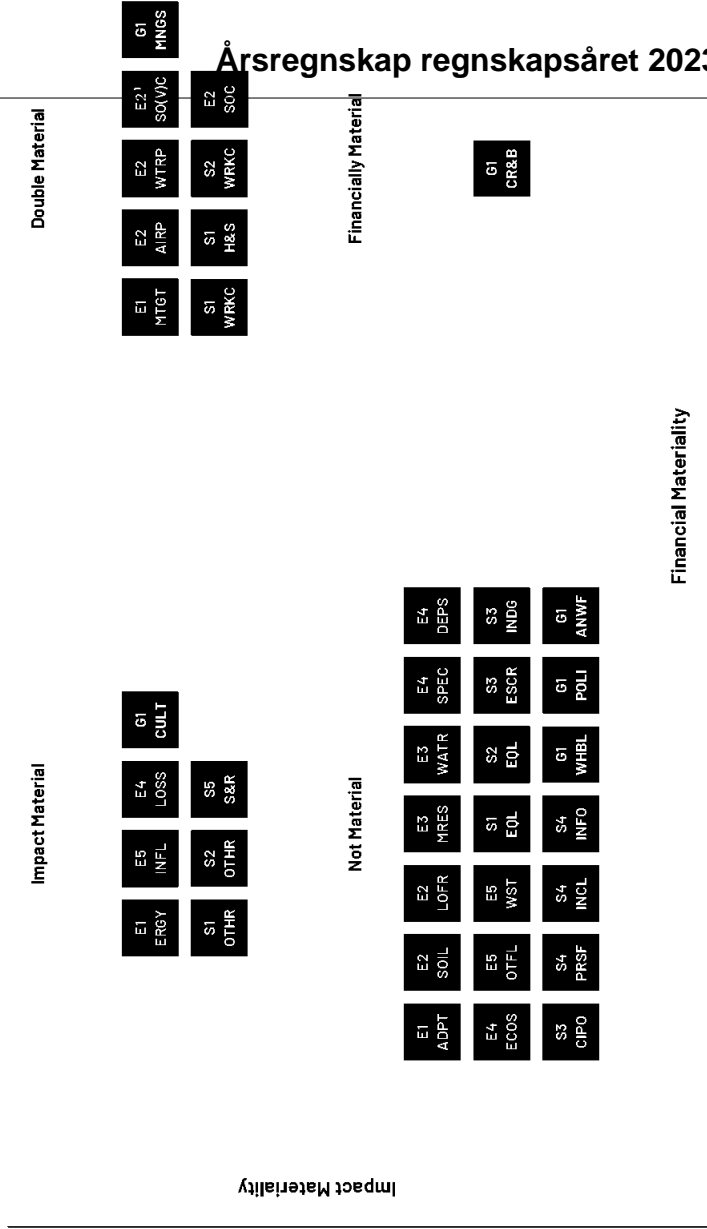 Årsregnskap regnskapsåret 2023
Impact Material
E1
ERGY
E5
INFL
E4
LOSS
G1
CULT
S1
OTHR
S2
OTHR
S5
S&R
Double Material
E1
MTGT
E2
AIRP
E2
WTRP
E2¹
SO(V)C
G1
MNGS
S1
WRKC
S1
H&S
S2
WRKC
E2
SOC
Not Material
E1
ADPT
E2
SOIL
E2
LOFR
E3
MRES
E3
WATR
E4
SPEC
E4
DEPS
E4
ECOS
E5
OTFL
E5
WST
S1
EQL
S2
EQL
S3
ESCR
S3
INDG
S3
CIPO
S4
PRSF
S4
INCL
S4
INFO
G1
WHBL
G1
POLI
G1
ANWF
Financially Material
G1
CR&B
Impact Materiality
Financial Materiality